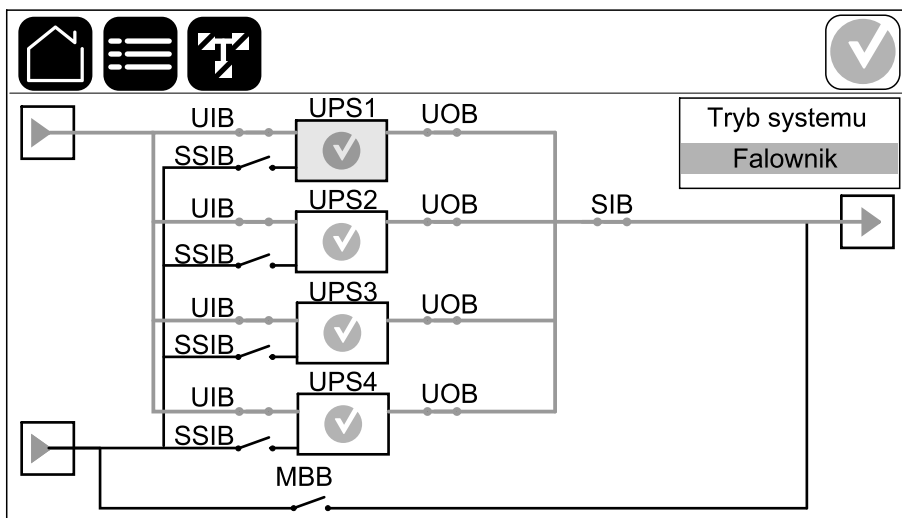 UPS1
UIB UOB
SSIB
Tryb systemu
Falownik
UPS2
UIB UOB SIB
SSIB
UPS3
UIB UOB
SSIB
UPS4
UIB UOB
SSIB
MBB